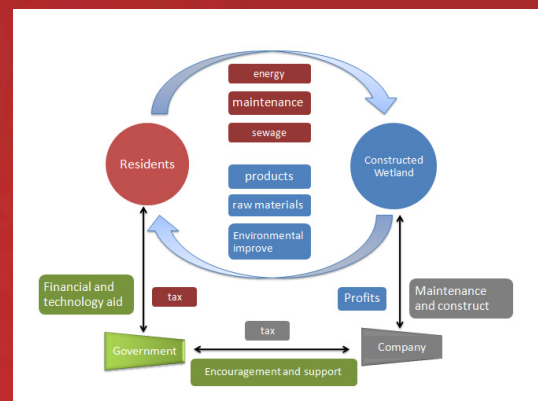 energy
maintenance
sewage
Residents
Constructed
Wetland
products
raw materials
Environmental
improve
Financial and
technology aid
tax
Profits
Maintenance
and construct
Government
tax
Company
Encouragement and support